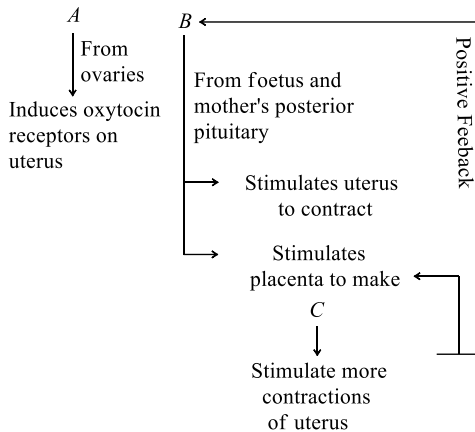 A
From
ovaries
Induces oxytocin
receptors on
uterus
B
From foetus and
mother's posterior
pituitary
Stimulates uterus
to contract
Stimulates
placenta to make
C
Stimulate more
contractions
of uterus
Positive Feeback